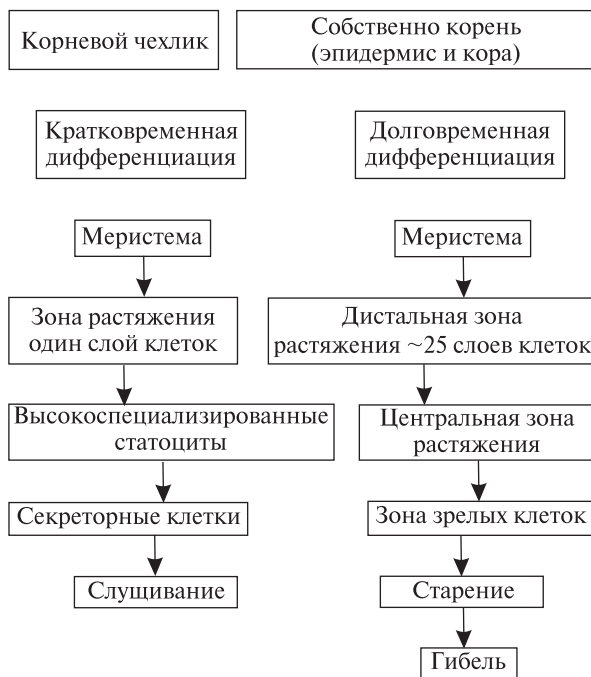 Корневой чехлик
Собственно корень
(эпидермис и кора)
Кратковременная
дифференциация
Долговременная
дифференциация
Меристема
Меристема
Зона растяжения
один слой клеток
Дистальная зона
растяжения ~25 слоев клеток
Высокоспециализированные
статоциты
Центральная зона
растяжения
Секреторные клетки
Зона зрелых клеток
Слущивание
Старение
Гибель